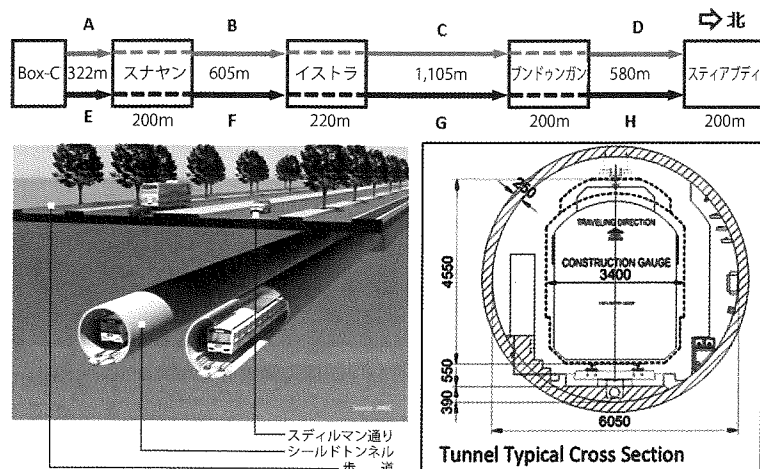 A B C D ⇨北
Box-C 322m スナヤン 605m イストラ 1,105m ブンドゥンガン 580m スティアブディ
E 200m F 220m G 200m H 200m
TRAVELING DIRECTION
CONSTRUCTION GAUGE
3400
250
4550
550
390
6050
スディルマン通り
シールドトンネル
歩 道
Tunnel Typical Cross Section